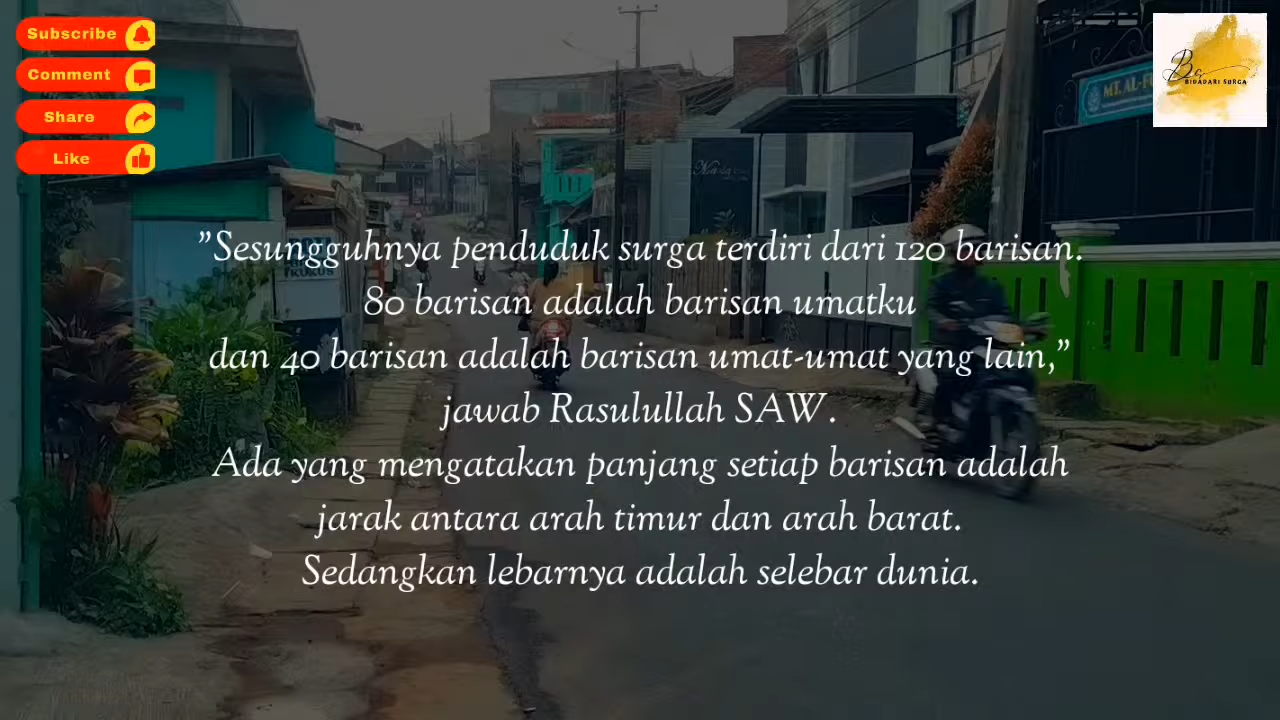 Subscribe
Comment
Share
Like
Bs
BIDADARI SURGA
"Sesungguhnya penduduk surga terdiri dari 120 barisan.
80 barisan adalah barisan umatku
dan 40 barisan adalah barisan umat-umat yang lain,"
jawab Rasulullah SAW.
Ada yang mengatakan panjang setiap barisan adalah
jarak antara arah timur dan arah barat.
Sedangkan lebarnya adalah selebar dunia.